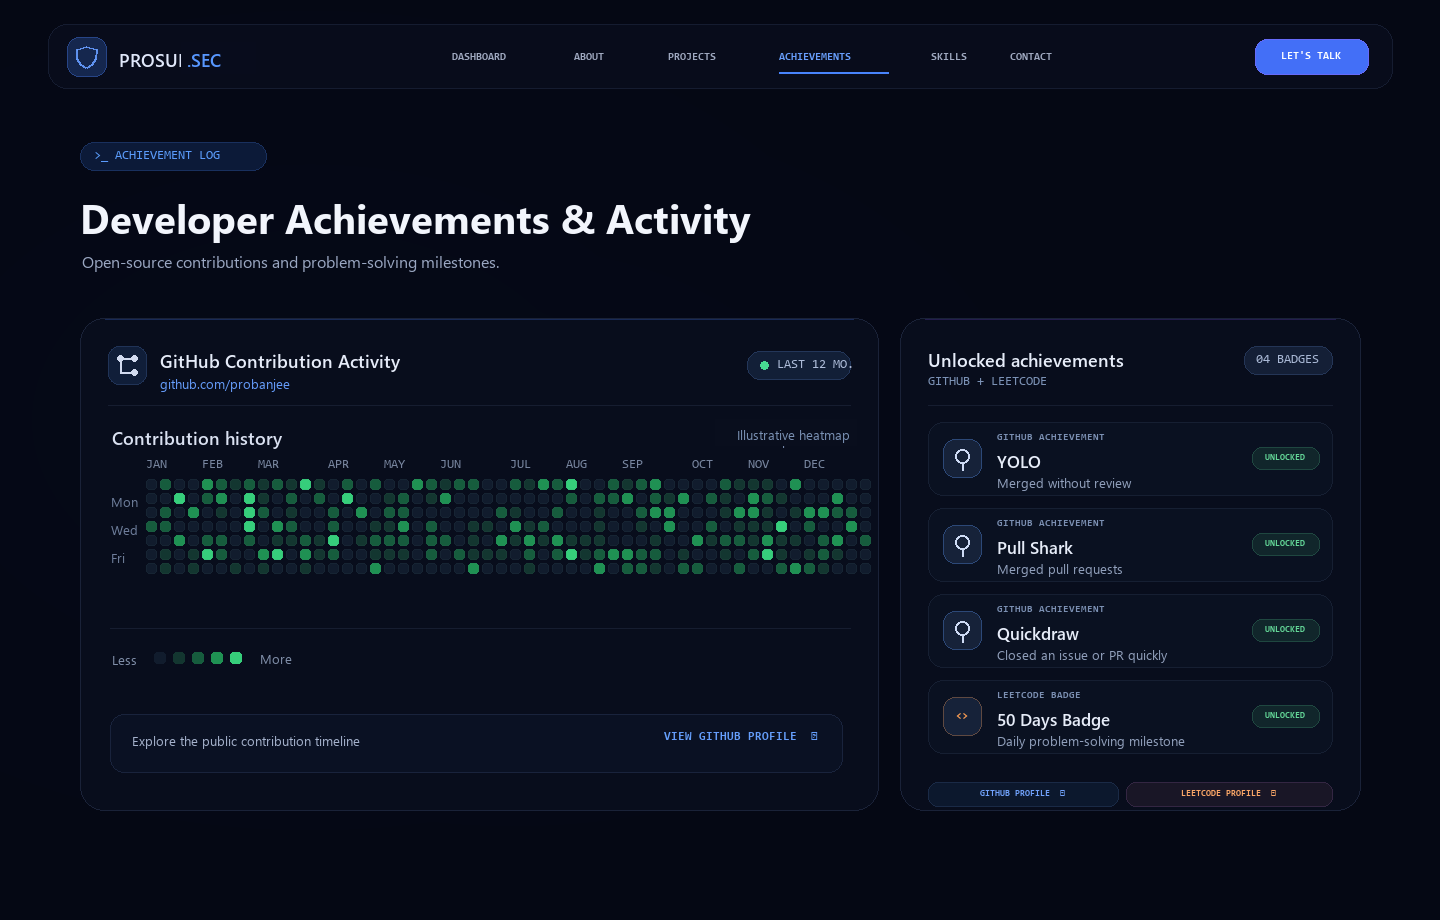 PROSUI .SEC
DASHBOARD ABOUT PROJECTS ACHIEVEMENTS SKILLS CONTACT
LET'S TALK
>_ ACHIEVEMENT LOG
Developer Achievements & Activity
Open-source contributions and problem-solving milestones.
GitHub Contribution Activity
github.com/probanjee
LAST 12 MO.
Contribution history
Illustrative heatmap
JAN FEB MAR APR MAY JUN JUL AUG SEP OCT NOV DEC
Mon
Wed
Fri
Less More
Explore the public contribution timeline
VIEW GITHUB PROFILE
Unlocked achievements
GITHUB + LEETCODE
04 BADGES
GITHUB ACHIEVEMENT
YOLO
Merged without review
UNLOCKED
GITHUB ACHIEVEMENT
Pull Shark
Merged pull requests
UNLOCKED
GITHUB ACHIEVEMENT
Quickdraw
Closed an issue or PR quickly
UNLOCKED
LEETCODE BADGE
50 Days Badge
Daily problem-solving milestone
UNLOCKED
GITHUB PROFILE
LEETCODE PROFILE